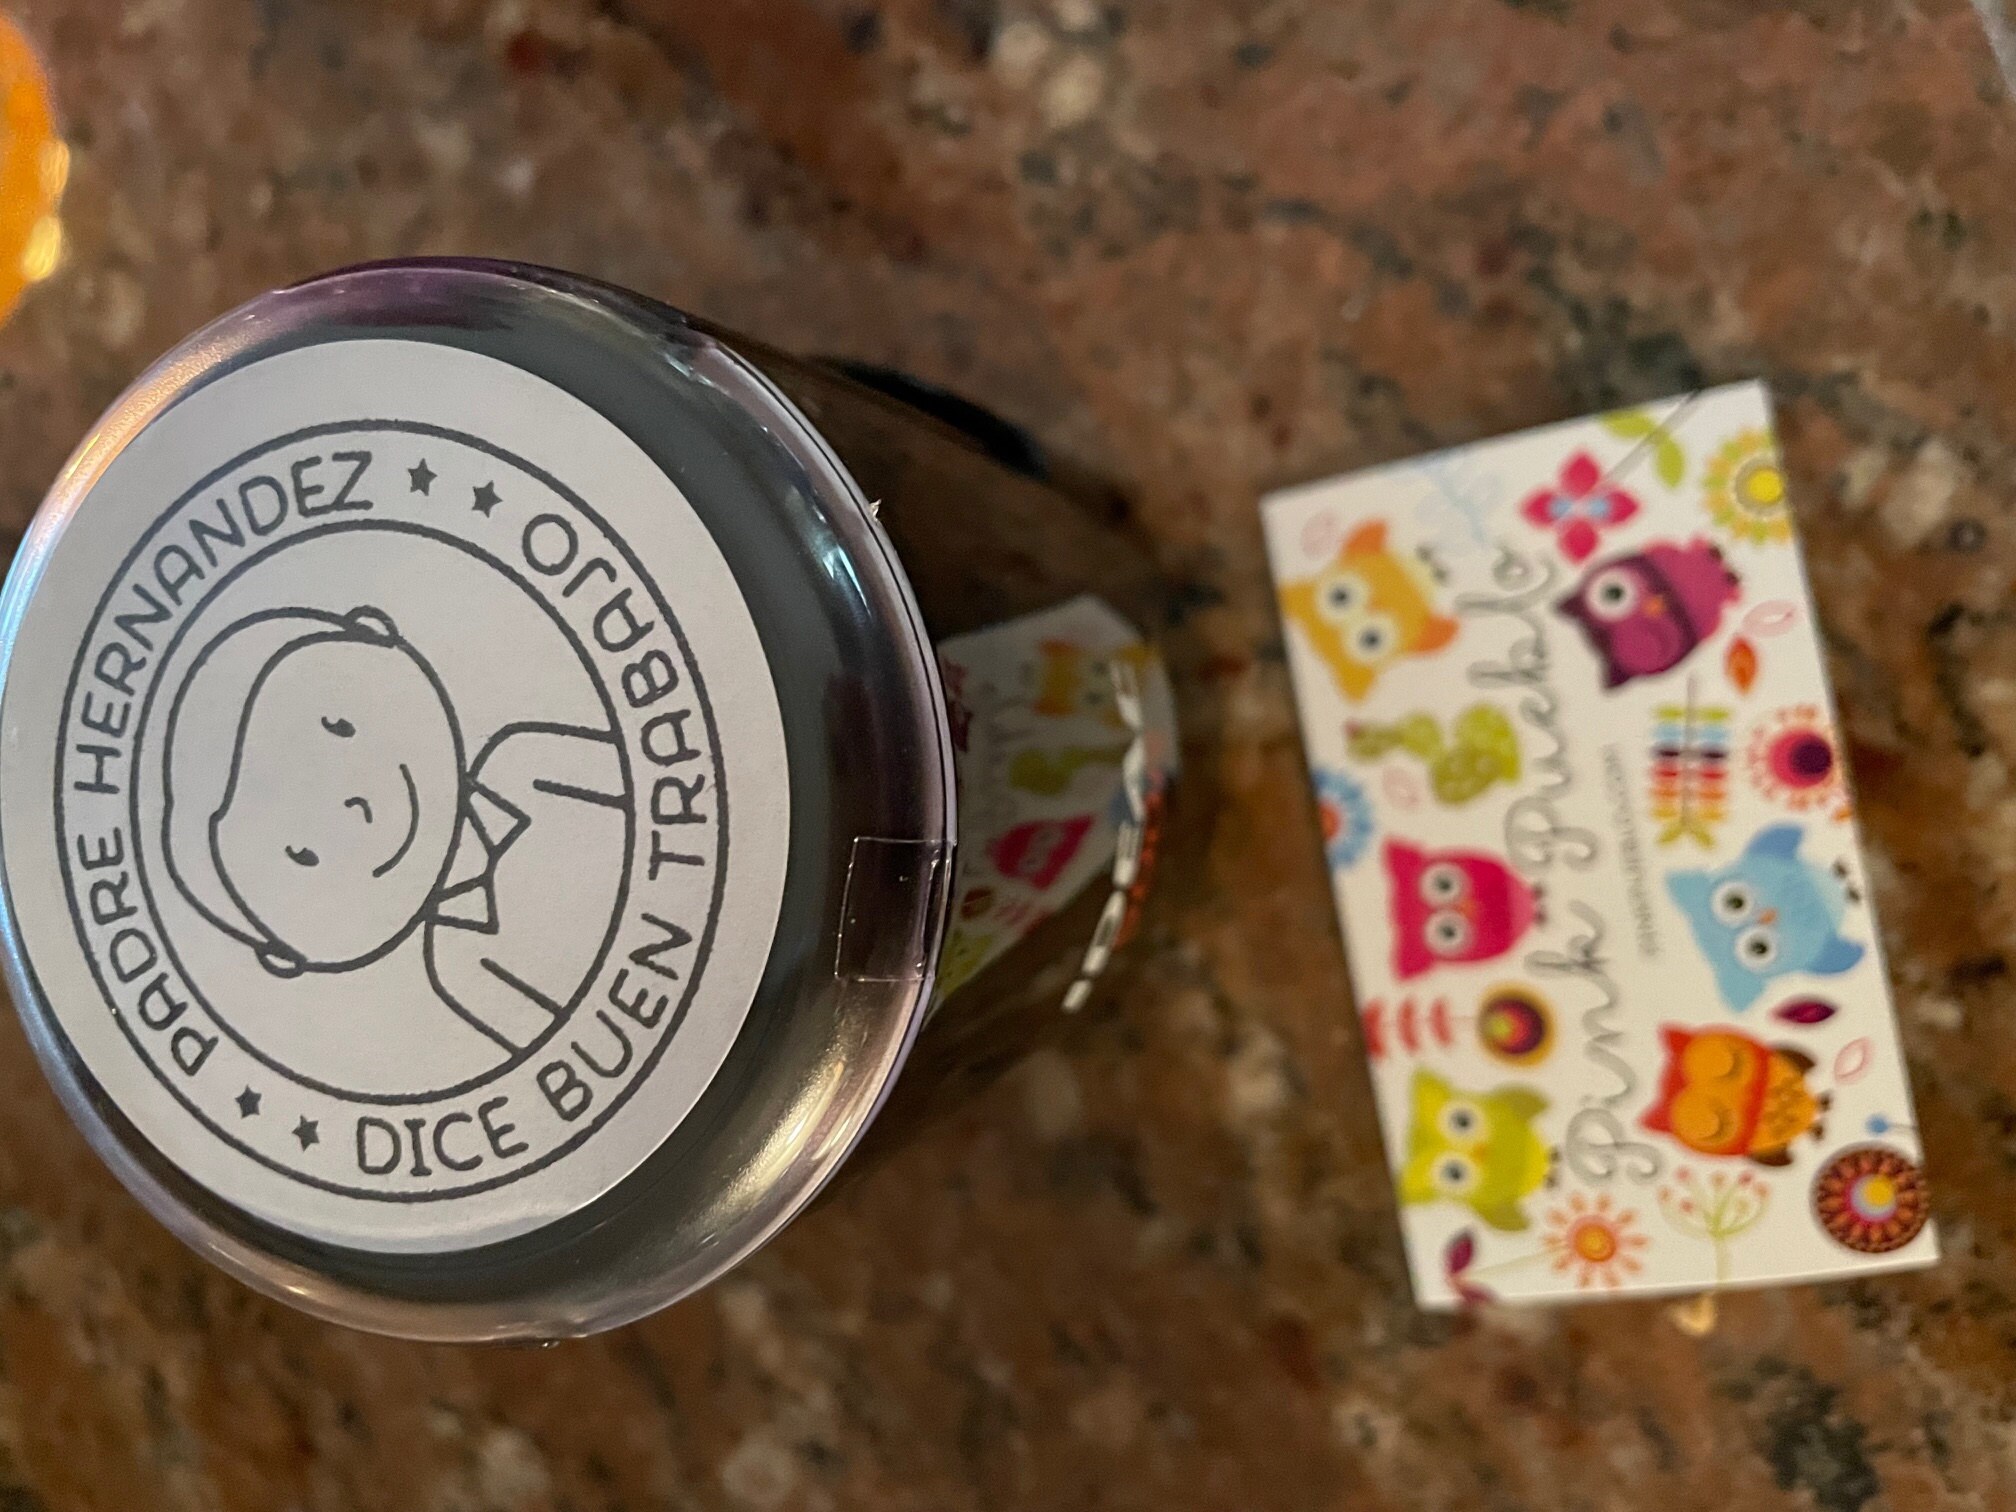 PADRE HERNANDEZ
DICE BUEN TRABAJO
Pink Pueblo